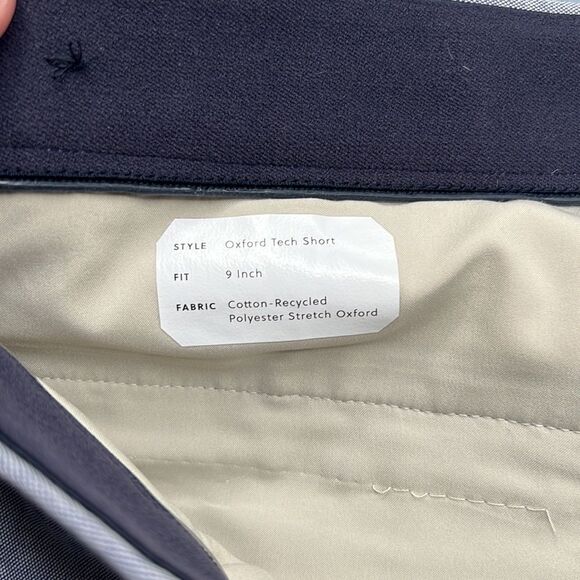 STYLE Oxford Tech Short
FIT 9 Inch
FABRIC Cotton-Recycled
Polyester Stretch Oxford